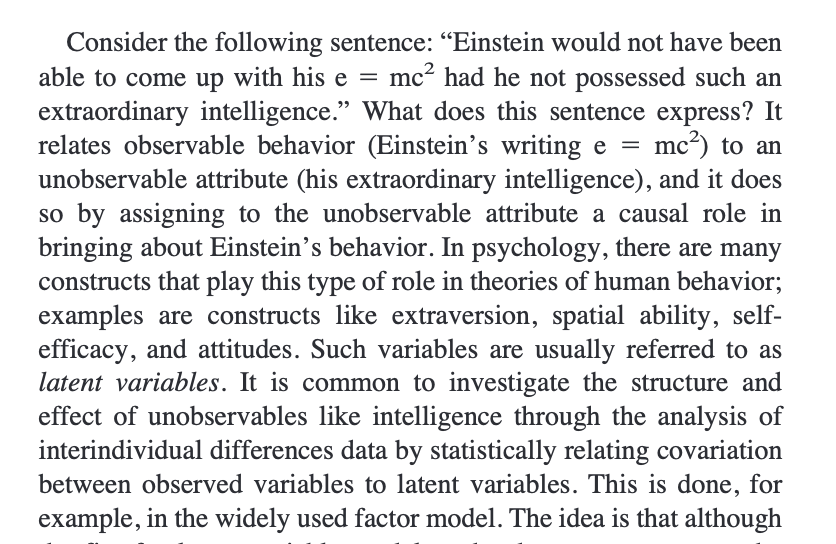 Consider the following sentence: “Einstein would not have been
able to come up with his e = mc² had he not possessed such an
extraordinary intelligence.” What does this sentence express? It
relates observable behavior (Einstein’s writing e = mc²) to an
unobservable attribute (his extraordinary intelligence), and it does
so by assigning to the unobservable attribute a causal role in
bringing about Einstein’s behavior. In psychology, there are many
constructs that play this type of role in theories of human behavior;
examples are constructs like extraversion, spatial ability, self-
efficacy, and attitudes. Such variables are usually referred to as
latent variables. It is common to investigate the structure and
effect of unobservables like intelligence through the analysis of
interindividual differences data by statistically relating covariation
between observed variables to latent variables. This is done, for
example, in the widely used factor model. The idea is that although